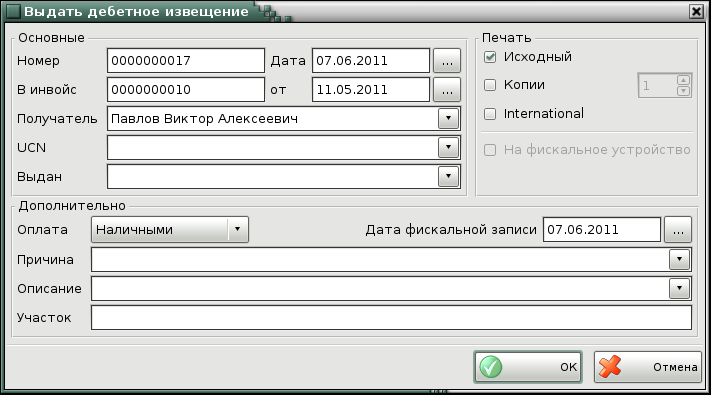 Выдать дебетное извещение
Основные
Номер 0000000017 Дата 07.06.2011 ...
В инвойс 0000000010 от 11.05.2011 ...
Получатель Павлов Виктор Алексеевич
UCN
Выдан
Печать
Исходный
Копии 1
International
На фискальное устройство
Дополнительно
Оплата Наличными Дата фискальной записи 07.06.2011 ...
Причина
Описание
Участок
OK Отмена